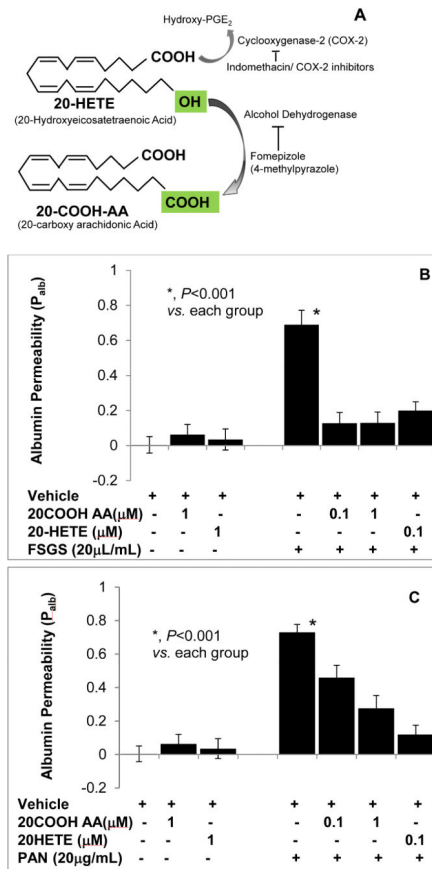 A
Hydroxy-PGE2
COOH
Cyclooxygenase-2 (COX-2)
Indomethacin/ COX-2 inhibitors
20-HETE
OH
(20-Hydroxyeicosatetraenoic Acid)
Alcohol Dehydrogenase
COOH
Fomepizole
(4-methylpyrazole)
20-COOH-AA
COOH
(20-carboxy arachidonic Acid)
B
Albumin Permeability (Palb)
1
0.8
0.6
0.4
0.2
0
-0.2
*, P<0.001
vs. each group
*
Vehicle + + + + + + +
20COOH AA(µM) - 1 - - 0.1 1 -
20-HETE (µM) - - 1 - - - 0.1
FSGS (20µL/mL) - - - + + + +
C
Albumin Permeability (Palb)
1
0.8
0.6
0.4
0.2
0
-0.2
*, P<0.001
vs. each group
*
Vehicle + + + + + + +
20COOH AA(µM) - 1 - - 0.1 1 -
20HETE (µM) - - 1 - - - 0.1
PAN (20µg/mL) - - - + + + +